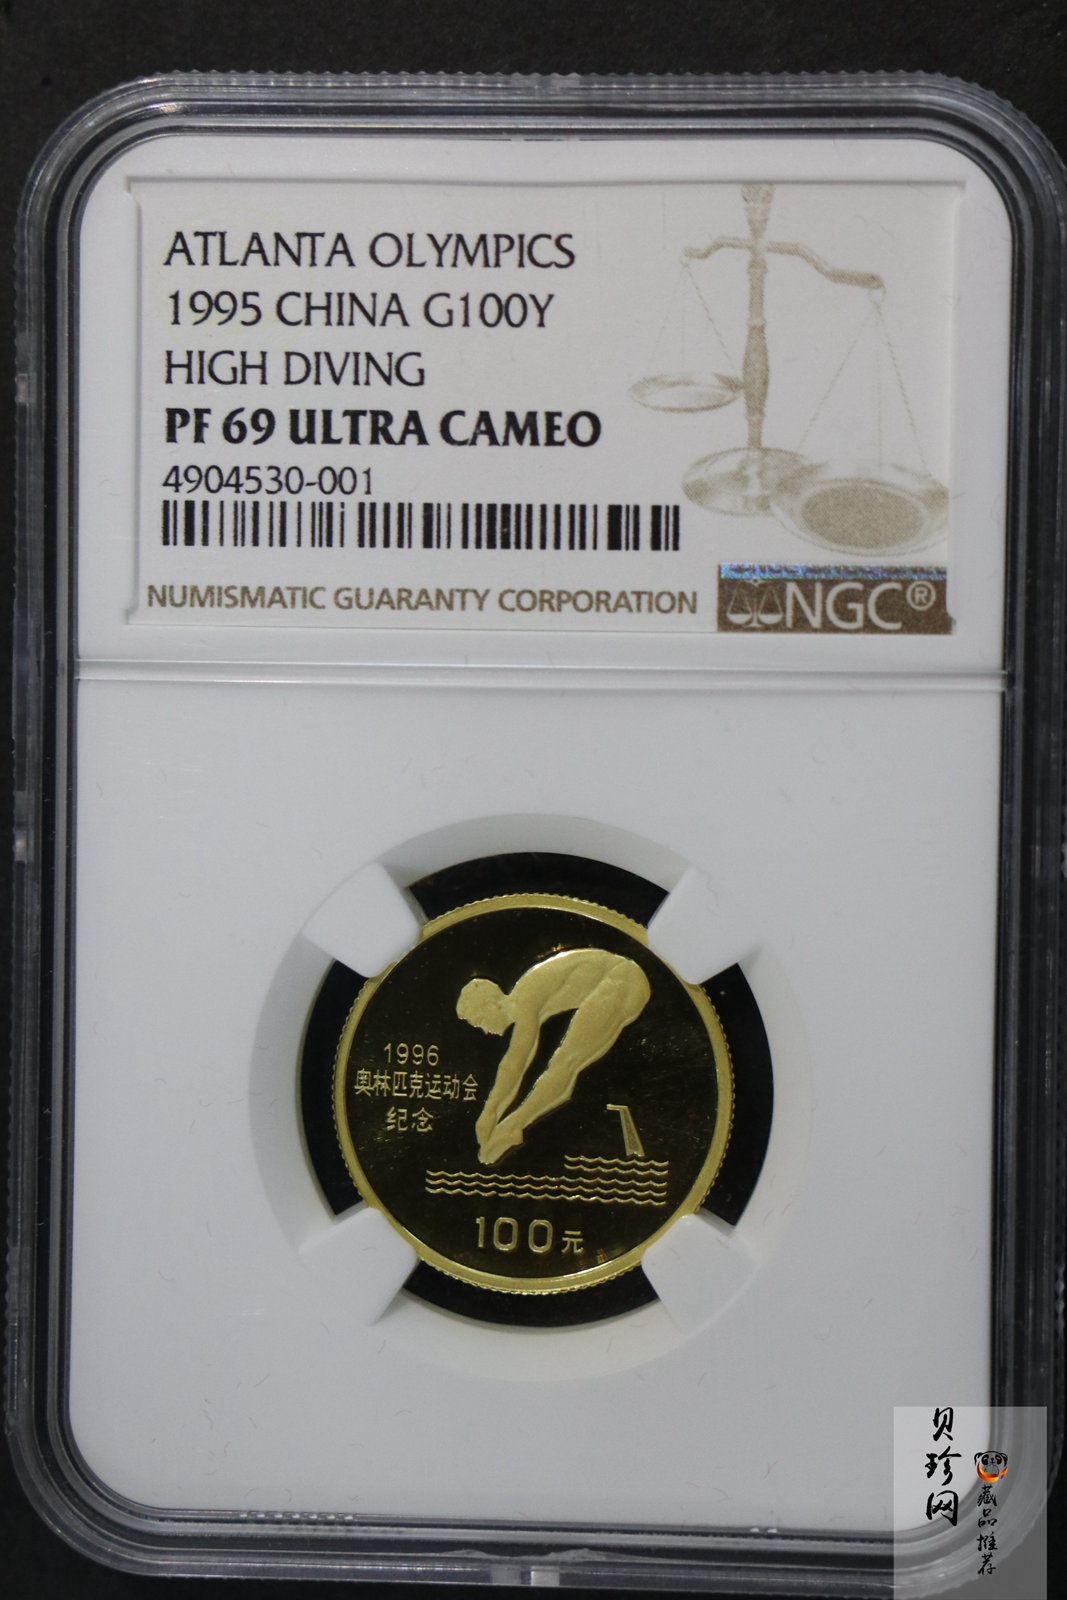 ATLANTA OLYMPICS
1995 CHINA G100Y
HIGH DIVING
PF 69 ULTRA CAMEO
4904530-001
NUMISMATIC GUARANTY CORPORATION
NGC®
1996
奥林匹克运动会
纪念
100元
贝珍网
藏品推荐